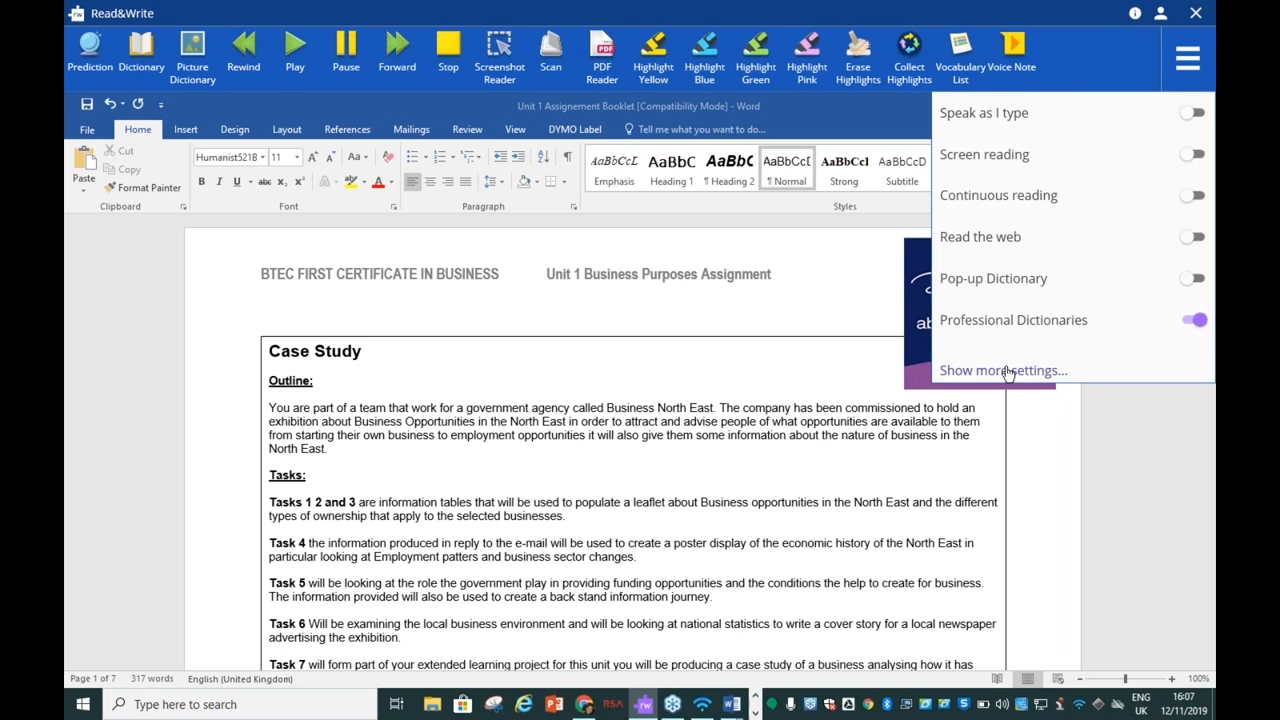 Read&Write
Prediction Dictionary Picture Dictionary Rewind Play Pause Forward Stop Screenshot Reader Scan PDF Reader Highlight Yellow Highlight Blue Highlight Green Highlight Pink Erase Highlights Collect Highlights Vocabulary List Voice Note
Unit 1 Assignement Booklet [Compatibility Mode] - Word
File Home Insert Design Layout References Mailings Review View DYMO Label Tell me what you want to do...
Paste
Cut
Copy
Format Painter
Clipboard
Humanist521B 11
Font
Paragraph
AaBbCcL AaBbC AaBbC AaBbCcD AaBbCcl AaBbCcD
Emphasis Heading 1 ¶ Heading 2 ¶ Normal Strong Subtitle
Styles
Speak as I type
Screen reading
Continuous reading
Read the web
Pop-up Dictionary
Professional Dictionaries
Show more settings...
BTEC FIRST CERTIFICATE IN BUSINESS Unit 1 Business Purposes Assignment
Case Study
Outline:
You are part of a team that work for a government agency called Business North East. The company has been commissioned to hold an
exhibition about Business Opportunities in the North East in order to attract and advise people of what opportunities are available to them
from starting their own business to employment opportunities it will also give them some information about the nature of business in the
North East.
Tasks:
Tasks 1 2 and 3 are information tables that will be used to populate a leaflet about Business opportunities in the North East and the different
types of ownership that apply to the selected businesses.
Task 4 the information produced in reply to the e-mail will be used to create a poster display of the economic history of the North East in
particular looking at Employment patters and business sector changes.
Task 5 will be looking at the role the government play in providing funding opportunities and the conditions the help to create for business.
The information provided will also be used to create a back stand information journey.
Task 6 Will be examining the local business environment and will be looking at national statistics to write a cover story for a local newspaper
advertising the exhibition.
Task 7 will form part of your extended learning project for this unit you will be producing a case study of a business analysing how it has
Page 1 of 7 317 words English (United Kingdom) 100%
Type here to search
ENG
UK
16:07
12/11/2019